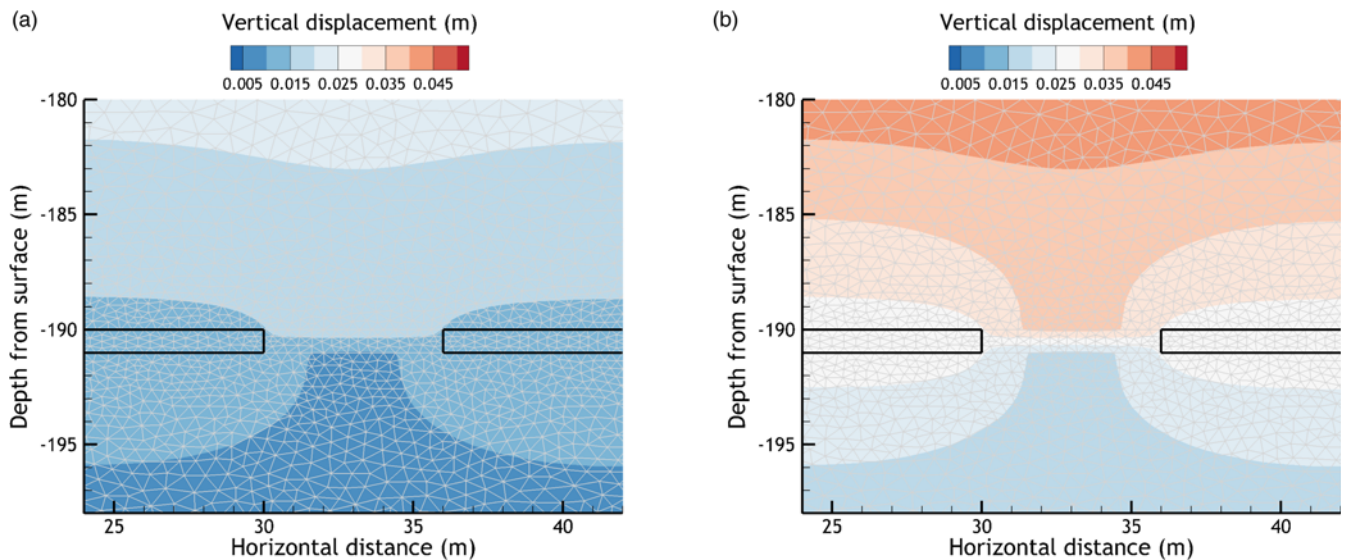 (a)
Vertical displacement (m)
0.005 0.015 0.025 0.035 0.045
-180
-185
-190
-195
Depth from surface (m)
25 30 35 40
Horizontal distance (m)
(b)
Vertical displacement (m)
0.005 0.015 0.025 0.035 0.045
-180
-185
-190
-195
Depth from surface (m)
25 30 35 40
Horizontal distance (m)